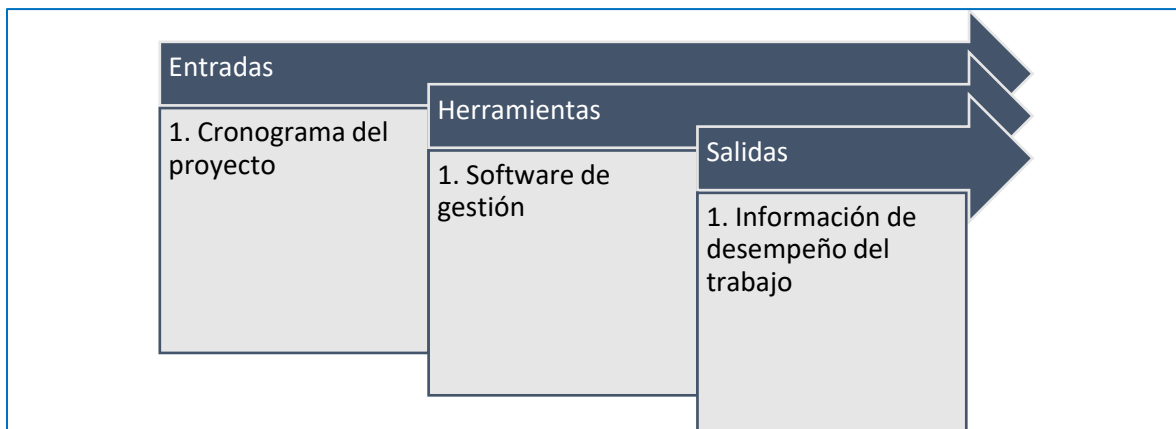 Entradas
1. Cronograma del
proyecto
Herramientas
1. Software de
gestión
Salidas
1. Información de
desempeño del
trabajo